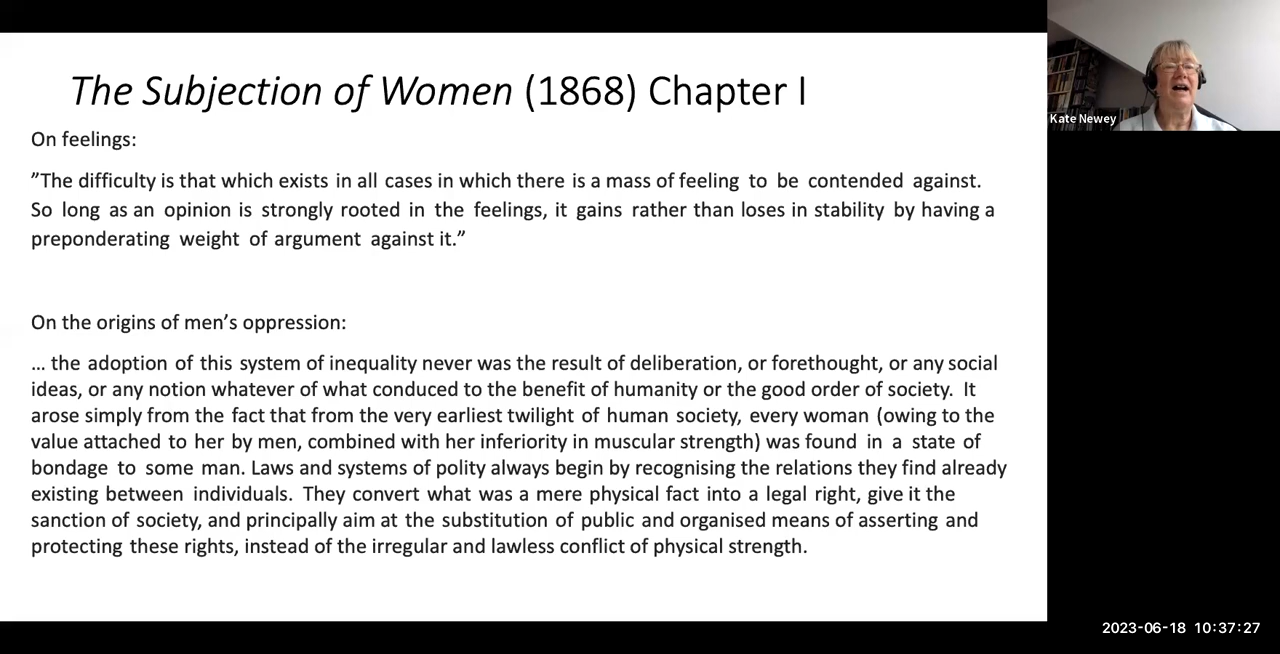 The Subjection of Women (1868) Chapter I
On feelings:
”The difficulty is that which exists in all cases in which there is a mass of feeling to be contended against.
So long as an opinion is strongly rooted in the feelings, it gains rather than loses in stability by having a
preponderating weight of argument against it.”
On the origins of men’s oppression:
... the adoption of this system of inequality never was the result of deliberation, or forethought, or any social
ideas, or any notion whatever of what conduced to the benefit of humanity or the good order of society. It
arose simply from the fact that from the very earliest twilight of human society, every woman (owing to the
value attached to her by men, combined with her inferiority in muscular strength) was found in a state of
bondage to some man. Laws and systems of polity always begin by recognising the relations they find already
existing between individuals. They convert what was a mere physical fact into a legal right, give it the
sanction of society, and principally aim at the substitution of public and organised means of asserting and
protecting these rights, instead of the irregular and lawless conflict of physical strength.
Kate Newey
2023-06-18 10:37:27